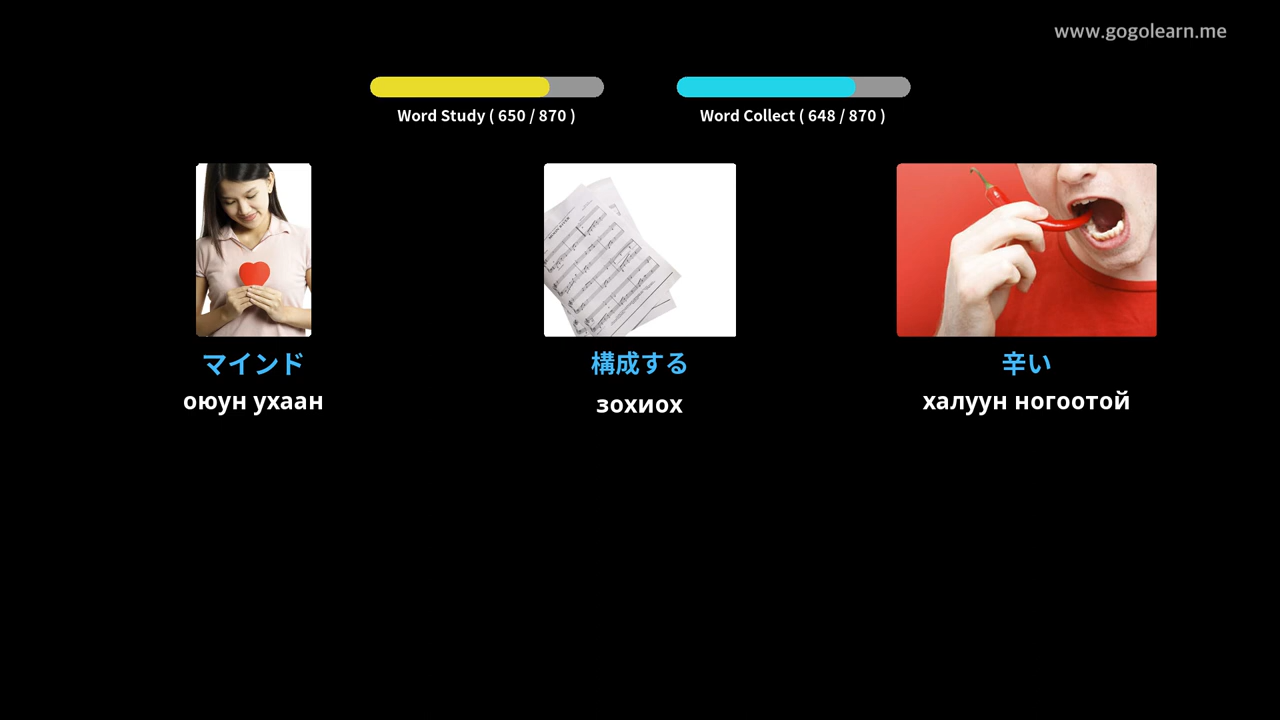 www.gogolearn.me
Word Study ( 650 / 870 )
Word Collect ( 648 / 870 )
マインド
оюун ухаан
構成する
зохиох
辛い
халуун ногоотой